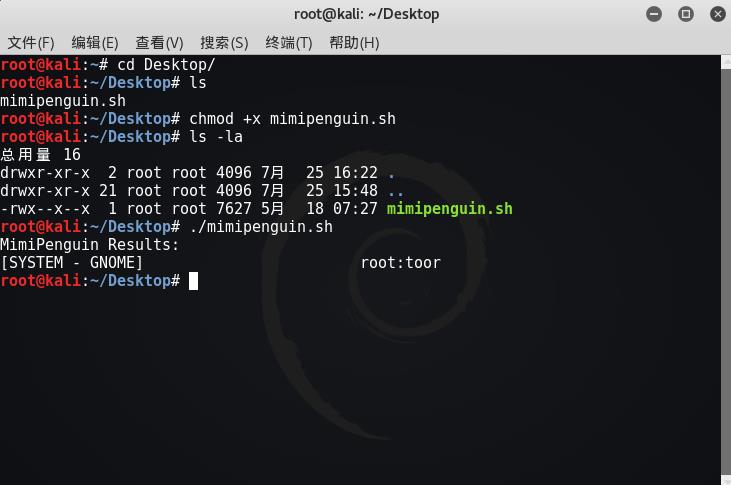 root@kali: ~/Desktop
文件(F) 编辑(E) 查看(V) 搜索(S) 终端(T) 帮助(H)
root@kali:~# cd Desktop/
root@kali:~/Desktop# ls
mimipenguin.sh
root@kali:~/Desktop# chmod +x mimipenguin.sh
root@kali:~/Desktop# ls -la
总用量 16
drwxr-xr-x  2 root root 4096 7月  25 16:22 .
drwxr-xr-x 21 root root 4096 7月  25 15:48 ..
-rwx--x--x  1 root root 7627 5月  18 07:27 mimipenguin.sh
root@kali:~/Desktop# ./mimipenguin.sh
MimiPenguin Results:
[SYSTEM - GNOME]                        root:toor
root@kali:~/Desktop#